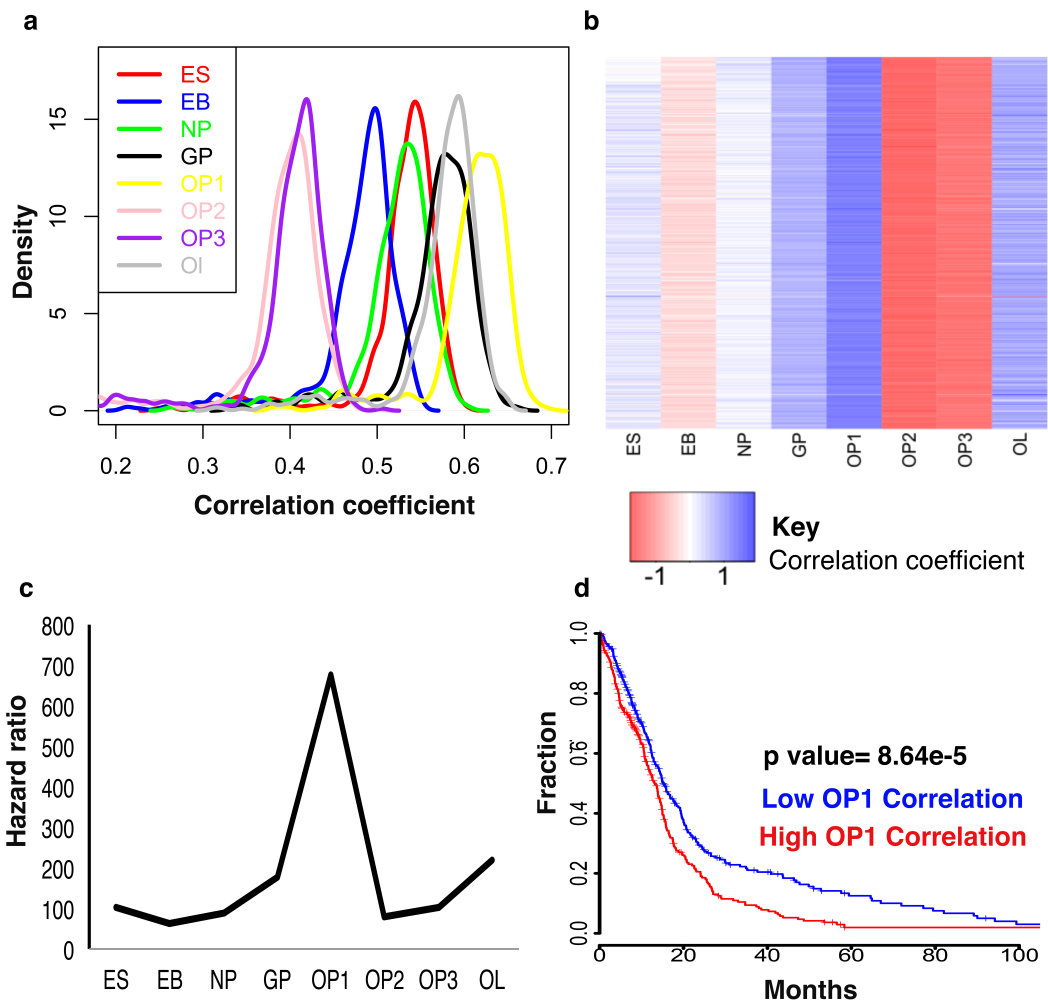 a
ES
EB
NP
GP
OP1
OP2
OP3
Ol
Density
0
5
10
15
0.2 0.3 0.4 0.5 0.6 0.7
Correlation coefficient
b
ES EB NP GP OP1 OP2 OP3 OL
-1 1
Key
Correlation coefficient
c
Hazard ratio
800
700
600
500
400
300
200
100
0
ES EB NP GP OP1 OP2 OP3 OL
d
Fraction
1.0
0.8
0.4
0.2
0.0
p value= 8.64e-5
Low OP1 Correlation
High OP1 Correlation
0 20 40 60 80 100
Months